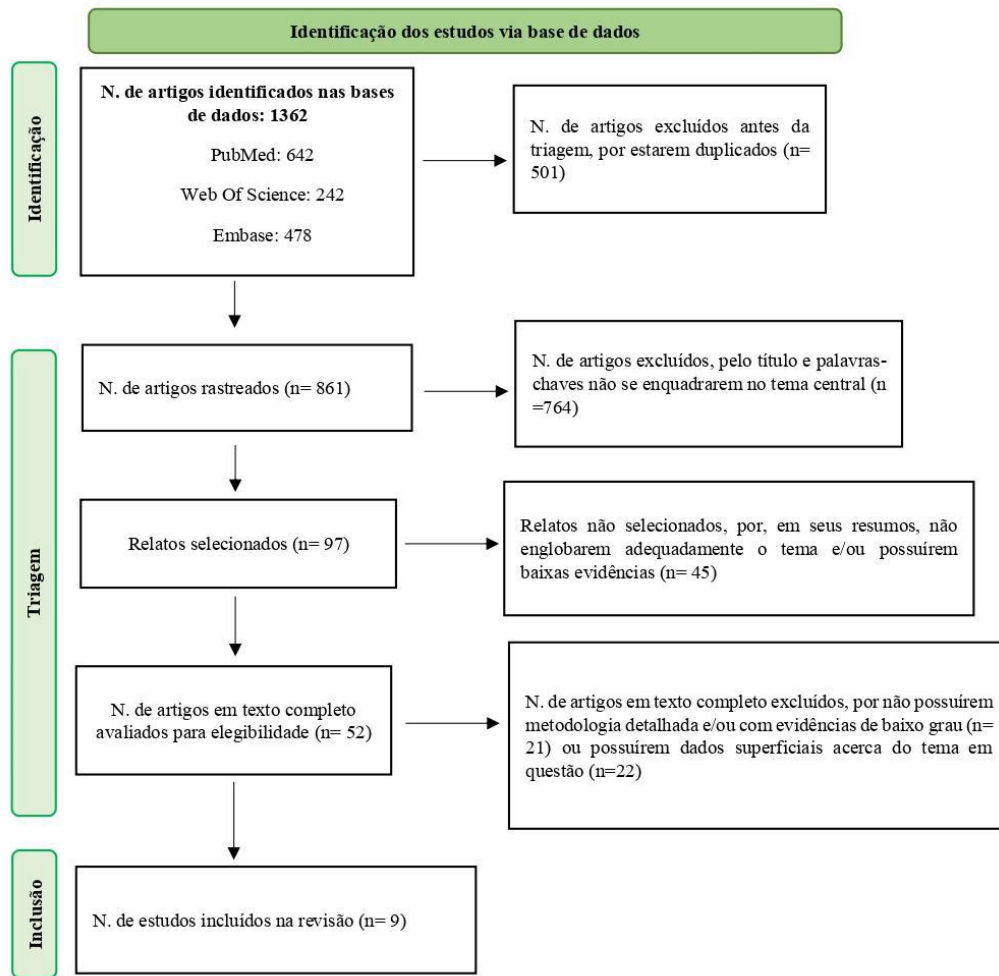 Identificação dos estudos via base de dados
Identificação
N. de artigos identificados nas bases
de dados: 1362
PubMed: 642
Web Of Science: 242
Embase: 478
N. de artigos excluídos antes da
triagem, por estarem duplicados (n=
501)
Triagem
N. de artigos rastreados (n= 861)
N. de artigos excluídos, pelo título e palavras-
chaves não se enquadrarem no tema central (n
=764)
Relatos selecionados (n= 97)
Relatos não selecionados, por, em seus resumos, não
englobarem adequadamente o tema e/ou possuírem
baixas evidências (n= 45)
N. de artigos em texto completo
avaliados para elegibilidade (n= 52)
N. de artigos em texto completo excluídos, por não possuírem
metodologia detalhada e/ou com evidências de baixo grau (n=
21) ou possuírem dados superficiais acerca do tema em
questão (n=22)
Inclusão
N. de estudos incluídos na revisão (n= 9)